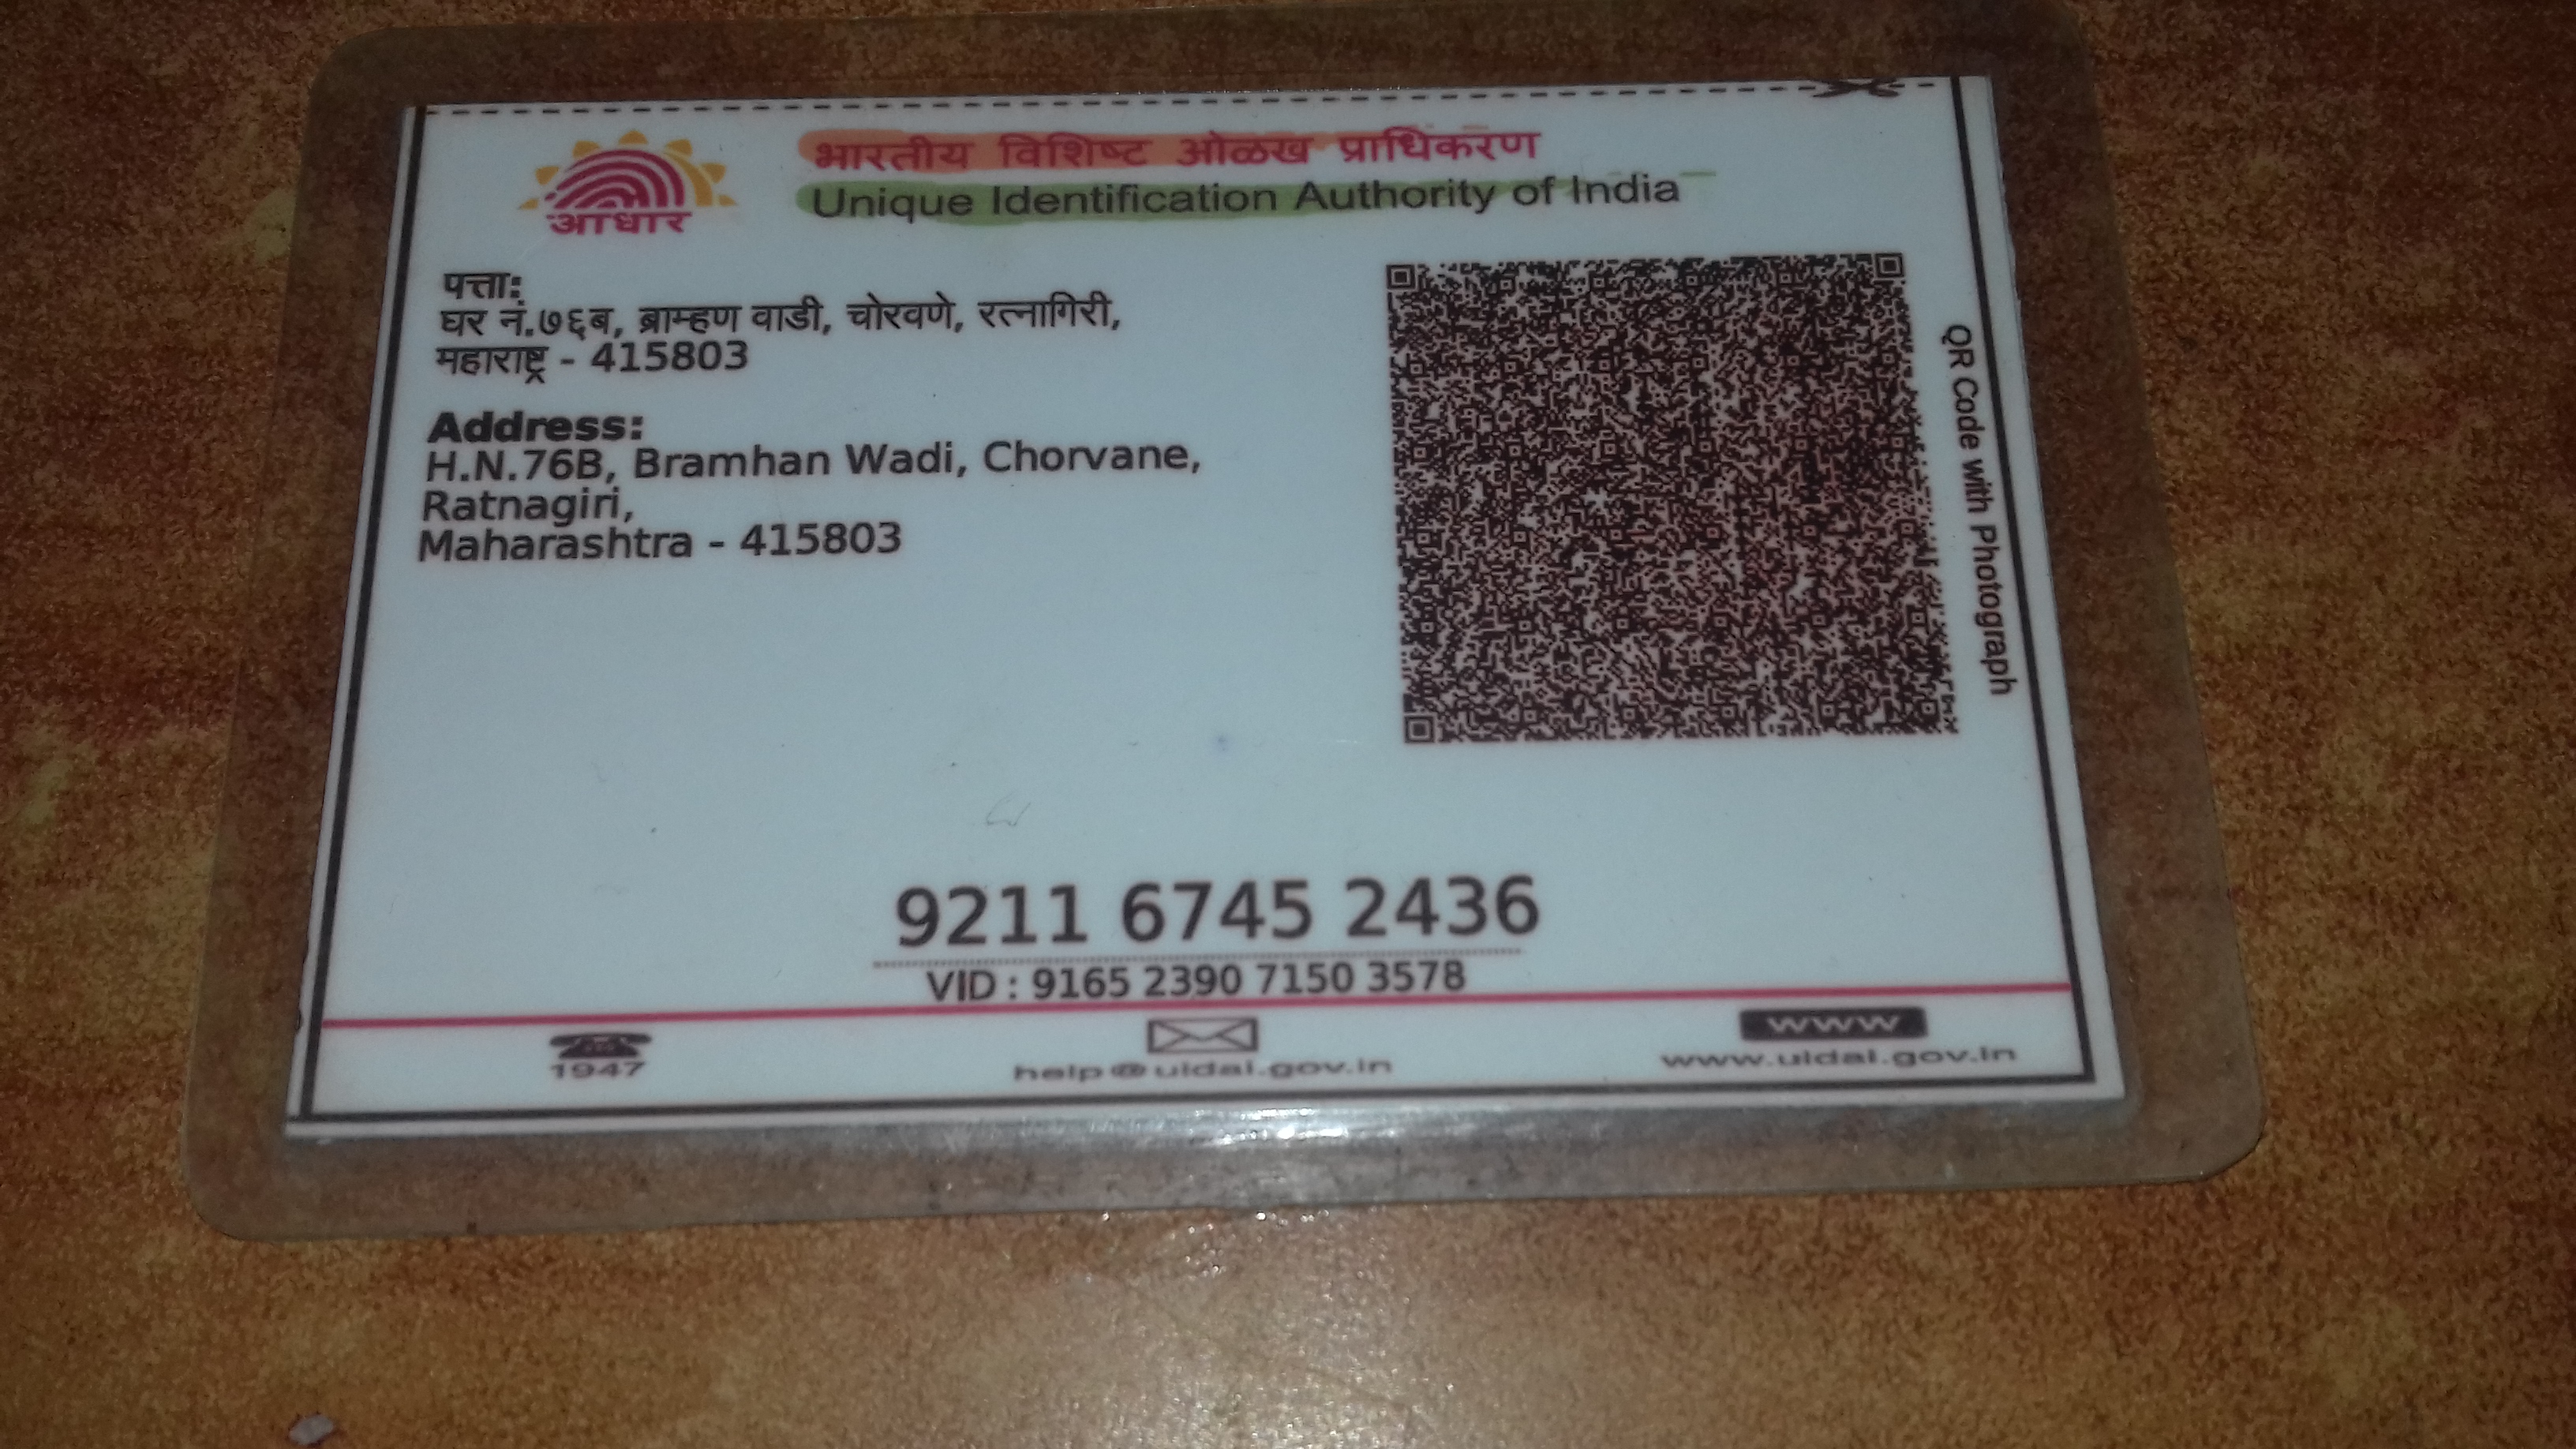 भारतीय विशिष्ट ओळख प्राधिकरण
Unique Identification Authority of India
आधार
पत्ता:
घर नं.७६ब, ब्राम्हण वाडी, चोरवणे, रत्नागिरी,
महाराष्ट्र - 415803
Address:
H.N.76B, Bramhan Wadi, Chorvane,
Ratnagiri,
Maharashtra - 415803
QR Code with Photograph
9211 6745 2436
VID : 9165 2390 7150 3578
1947
help@uidai.gov.in
www
www.uidai.gov.in